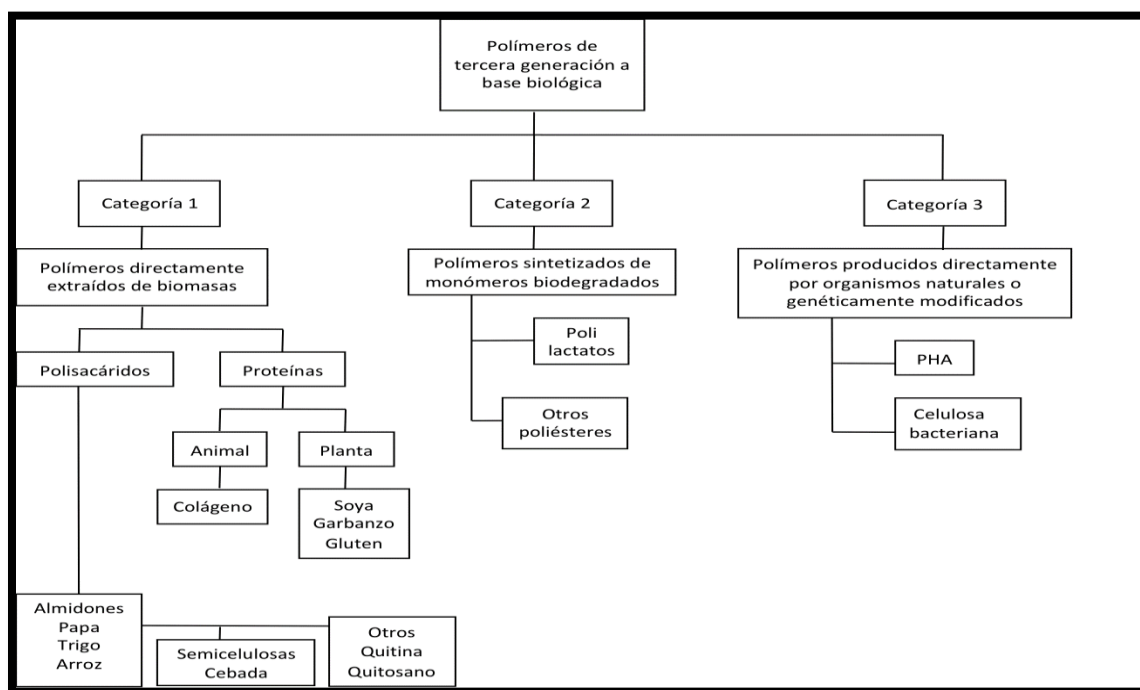 Polímeros de
tercera generación a
base biológica
Categoría 1
Categoría 2
Categoría 3
Polímeros directamente
extraídos de biomasas
Polímeros sintetizados de
monómeros biodegradados
Polímeros producidos directamente
por organismos naturales o
genéticamente modificados
Polisacáridos
Proteínas
Poli
lactatos
PHA
Animal
Planta
Otros
poliésteres
Celulosa
bacteriana
Colágeno
Soya
Garbanzo
Gluten
Almidones
Papa
Trigo
Arroz
Semicelulosas
Cebada
Otros
Quitina
Quitosano